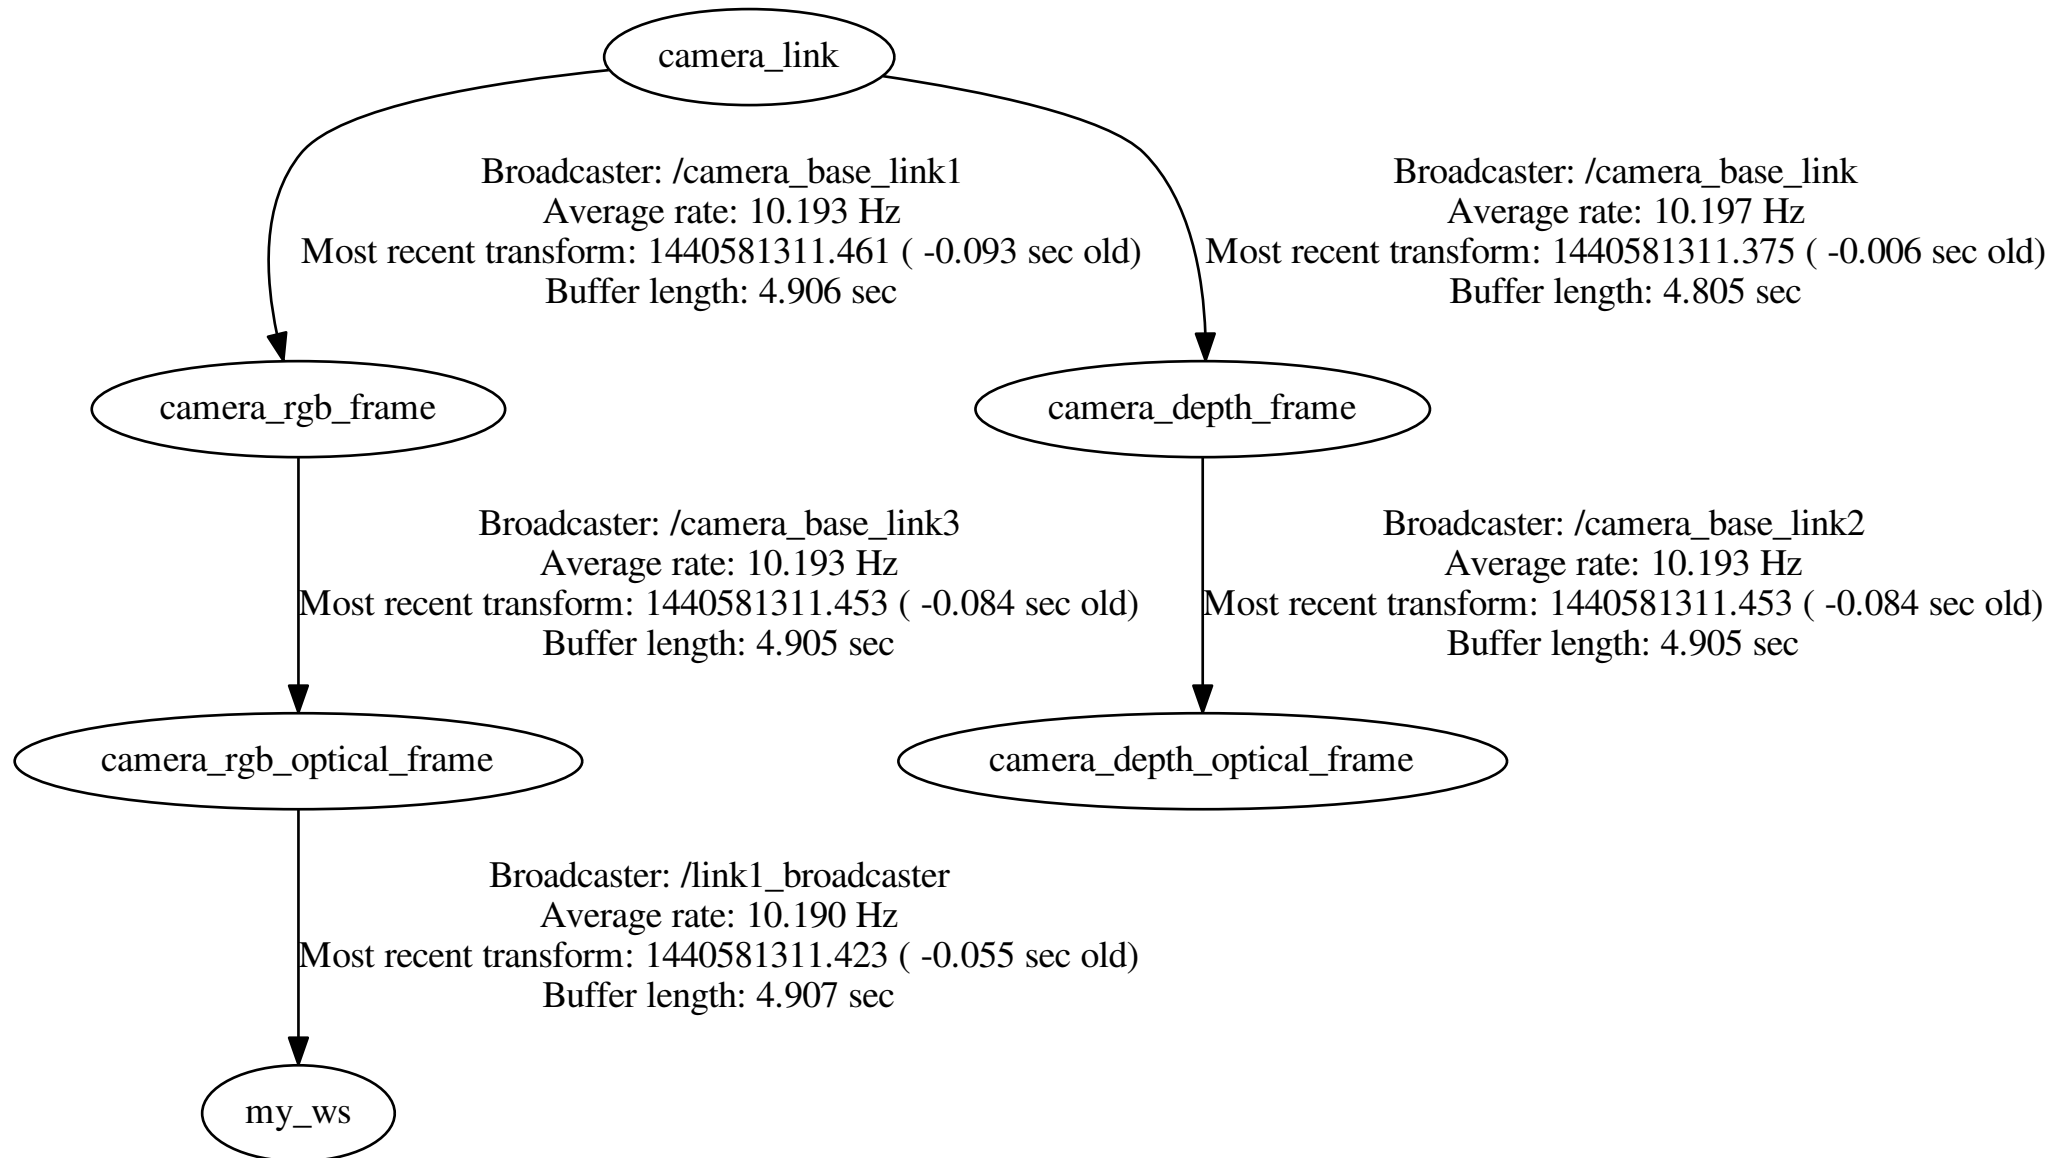 camera_link
Broadcaster: /camera_base_link1
Average rate: 10.193 Hz
Most recent transform: 1440581311.461 ( -0.093 sec old)
Buffer length: 4.906 sec
Broadcaster: /camera_base_link
Average rate: 10.197 Hz
Most recent transform: 1440581311.375 ( -0.006 sec old)
Buffer length: 4.805 sec
camera_rgb_frame
camera_depth_frame
Broadcaster: /camera_base_link3
Average rate: 10.193 Hz
Most recent transform: 1440581311.453 ( -0.084 sec old)
Buffer length: 4.905 sec
Broadcaster: /camera_base_link2
Average rate: 10.193 Hz
Most recent transform: 1440581311.453 ( -0.084 sec old)
Buffer length: 4.905 sec
camera_rgb_optical_frame
camera_depth_optical_frame
Broadcaster: /link1_broadcaster
Average rate: 10.190 Hz
Most recent transform: 1440581311.423 ( -0.055 sec old)
Buffer length: 4.907 sec
my_ws